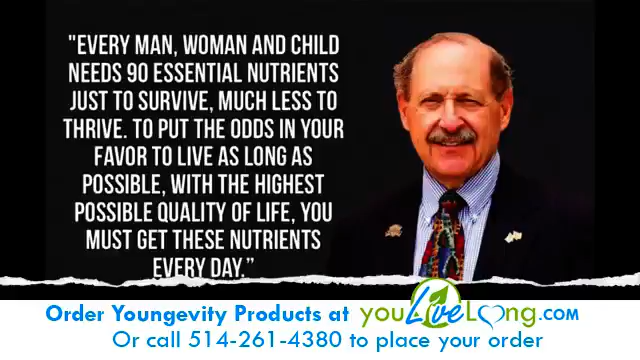 "EVERY MAN, WOMAN AND CHILD
NEEDS 90 ESSENTIAL NUTRIENTS
JUST TO SURVIVE, MUCH LESS TO
THRIVE. TO PUT THE ODDS IN YOUR
FAVOR TO LIVE AS LONG AS
POSSIBLE, WITH THE HIGHEST
POSSIBLE QUALITY OF LIFE, YOU
MUST GET THESE NUTRIENTS
EVERY DAY."
Order Youngevity Products at youLiveLong.COM
Or call 514-261-4380 to place your order